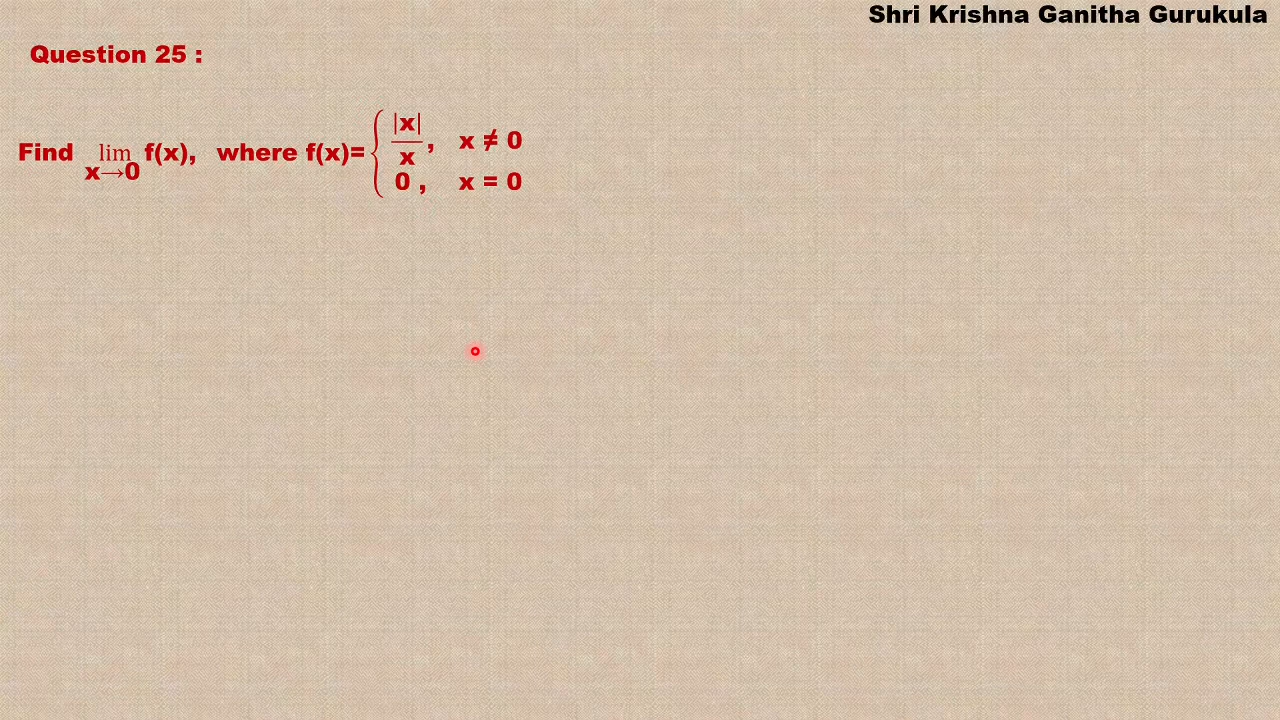 Shri Krishna Ganitha Gurukula
Question 25 :
Find lim x→0 f(x), where f(x)= { |x|/x , x ≠ 0
0 , x = 0